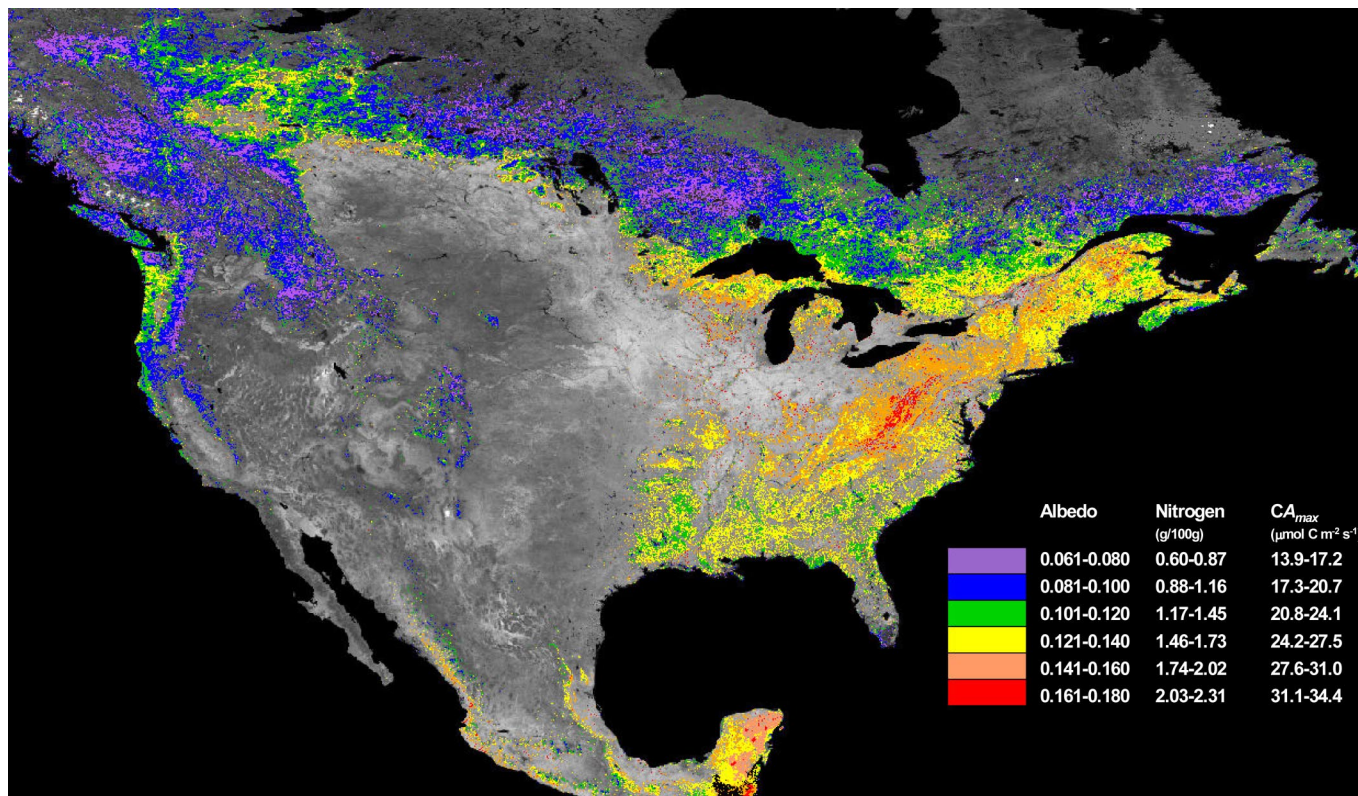 Albedo Nitrogen CAmax
(g/100g) (µmol C m-2 s-1
0.061-0.080 0.60-0.87 13.9-17.2
0.081-0.100 0.88-1.16 17.3-20.7
0.101-0.120 1.17-1.45 20.8-24.1
0.121-0.140 1.46-1.73 24.2-27.5
0.141-0.160 1.74-2.02 27.6-31.0
0.161-0.180 2.03-2.31 31.1-34.4